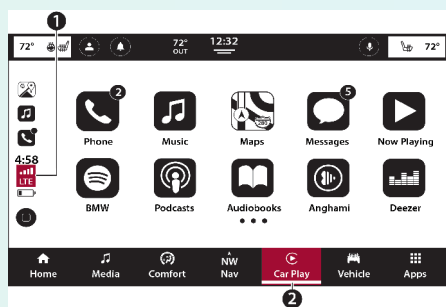 1
72° 72° OUT 12:32 72°
2 5
Phone Music Maps Messages Now Playing
4:58
LTE
BMW Podcasts Audiobooks Anghami Deezer
NW
Home Media Comfort Nav Car Play Vehicle Apps
2